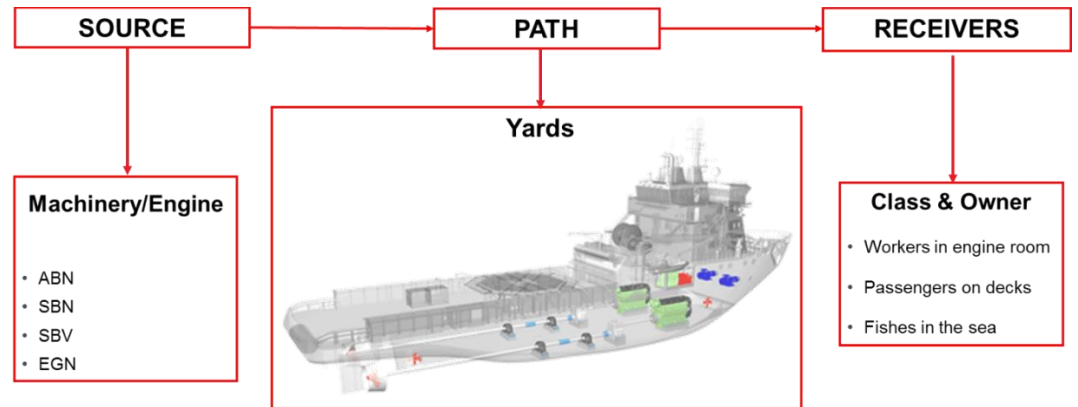 SOURCE
PATH
RECEIVERS
Yards
Machinery/Engine
• ABN
• SBN
• SBV
• EGN
Class & Owner
• Workers in engine room
• Passengers on decks
• Fishes in the sea